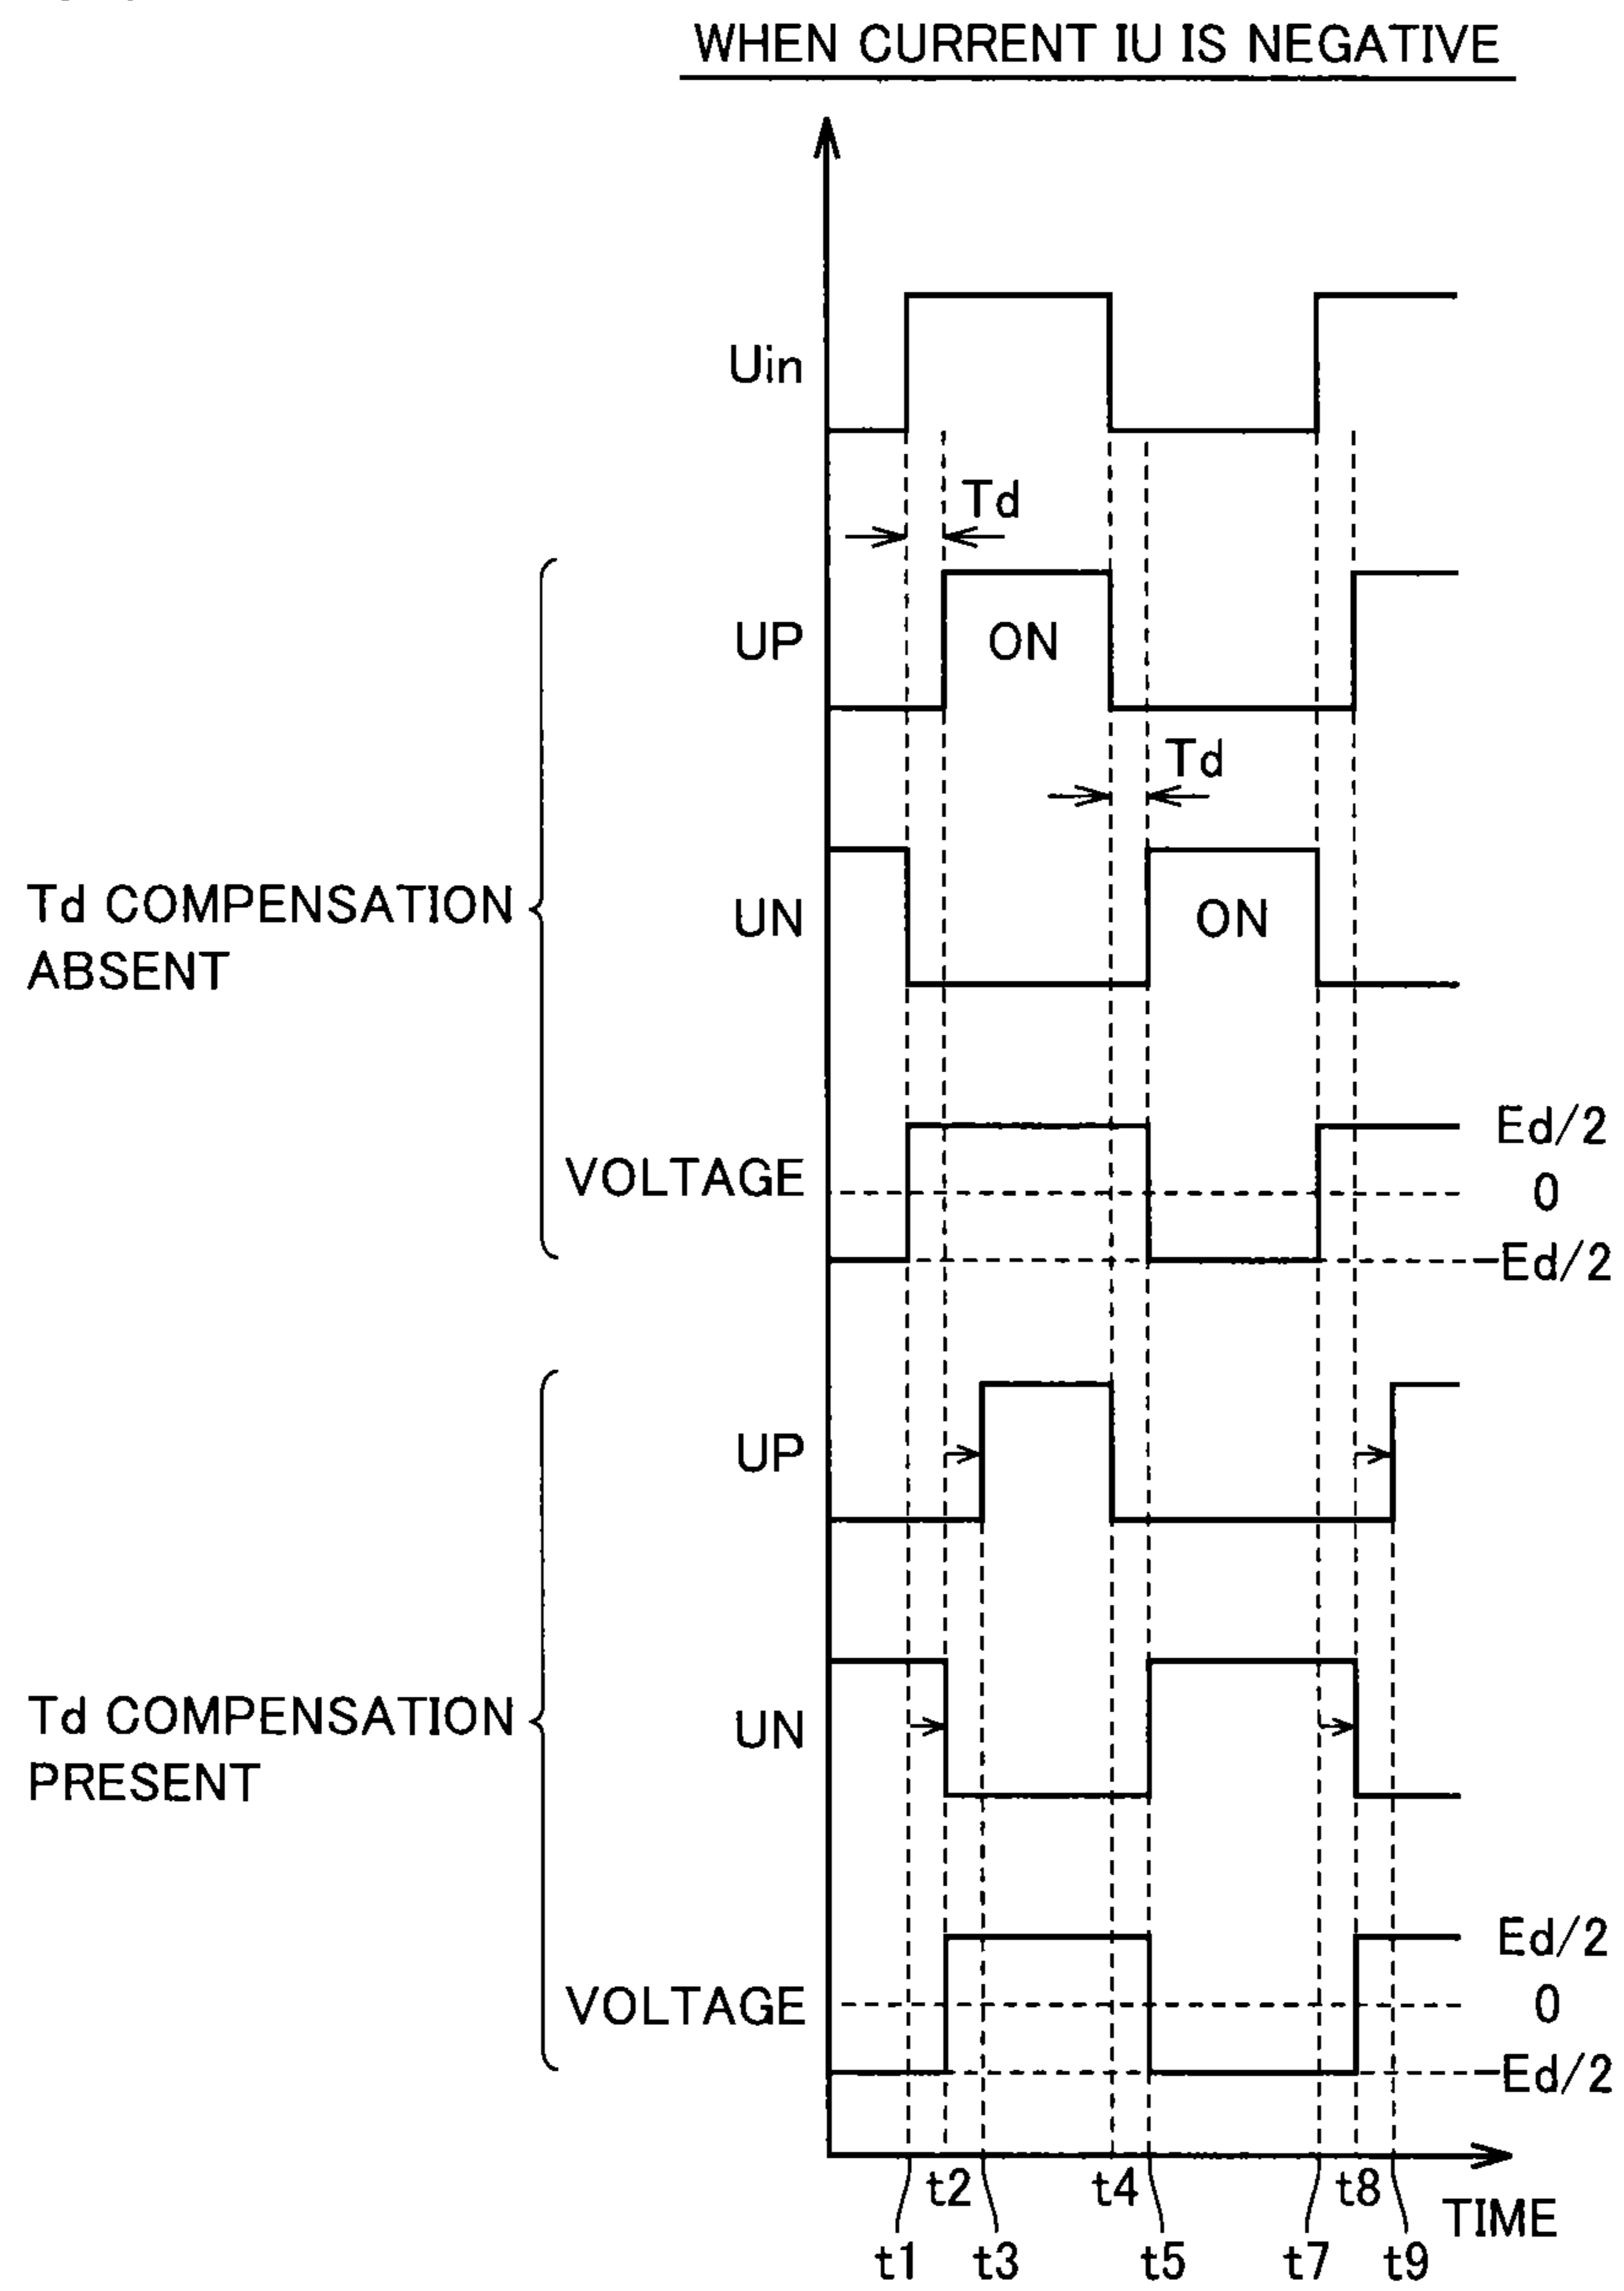 WHEN CURRENT IU IS NEGATIVE
Uin
Td
UP
ON
Td
Td COMPENSATION
ABSENT
UN
ON
VOLTAGE
Ed/2
0
-Ed/2
UP
Td COMPENSATION
PRESENT
UN
VOLTAGE
Ed/2
0
-Ed/2
t1
t2
t3
t4
t5
t7
t8
t9
TIME